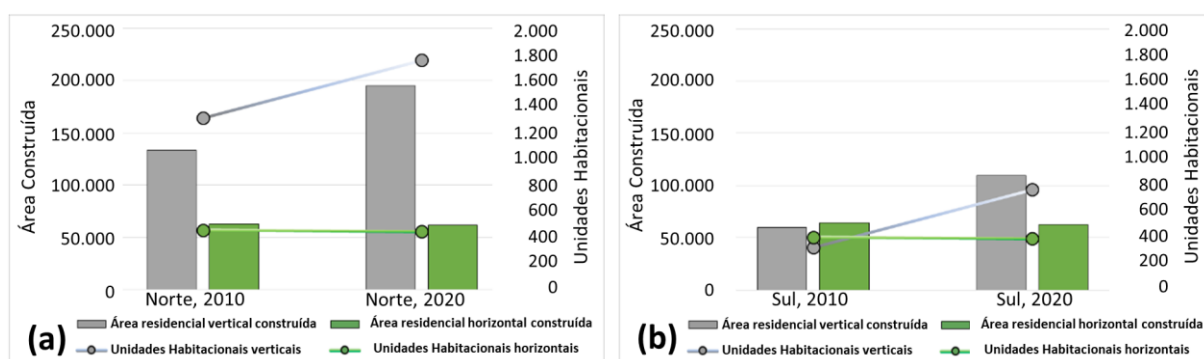 250.000
200.000
150.000
100.000
50.000
0
Área Construída
2.000
1.800
1.600
1.400
1.200
1.000
800
600
400
200
0
Unidades Habitacionais
Norte, 2010
Norte, 2020
(a)
Área residencial vertical construída
Área residencial horizontal construída
Unidades Habitacionais verticais
Unidades Habitacionais horizontais
250.000
200.000
150.000
100.000
50.000
0
Área Construída
2.000
1.800
1.600
1.400
1.200
1.000
800
600
400
200
0
Unidades Habitacionais
Sul, 2010
Sul, 2020
(b)
Área residencial vertical construída
Área residencial horizontal construída
Unidades Habitacionais verticais
Unidades Habitacionais horizontais